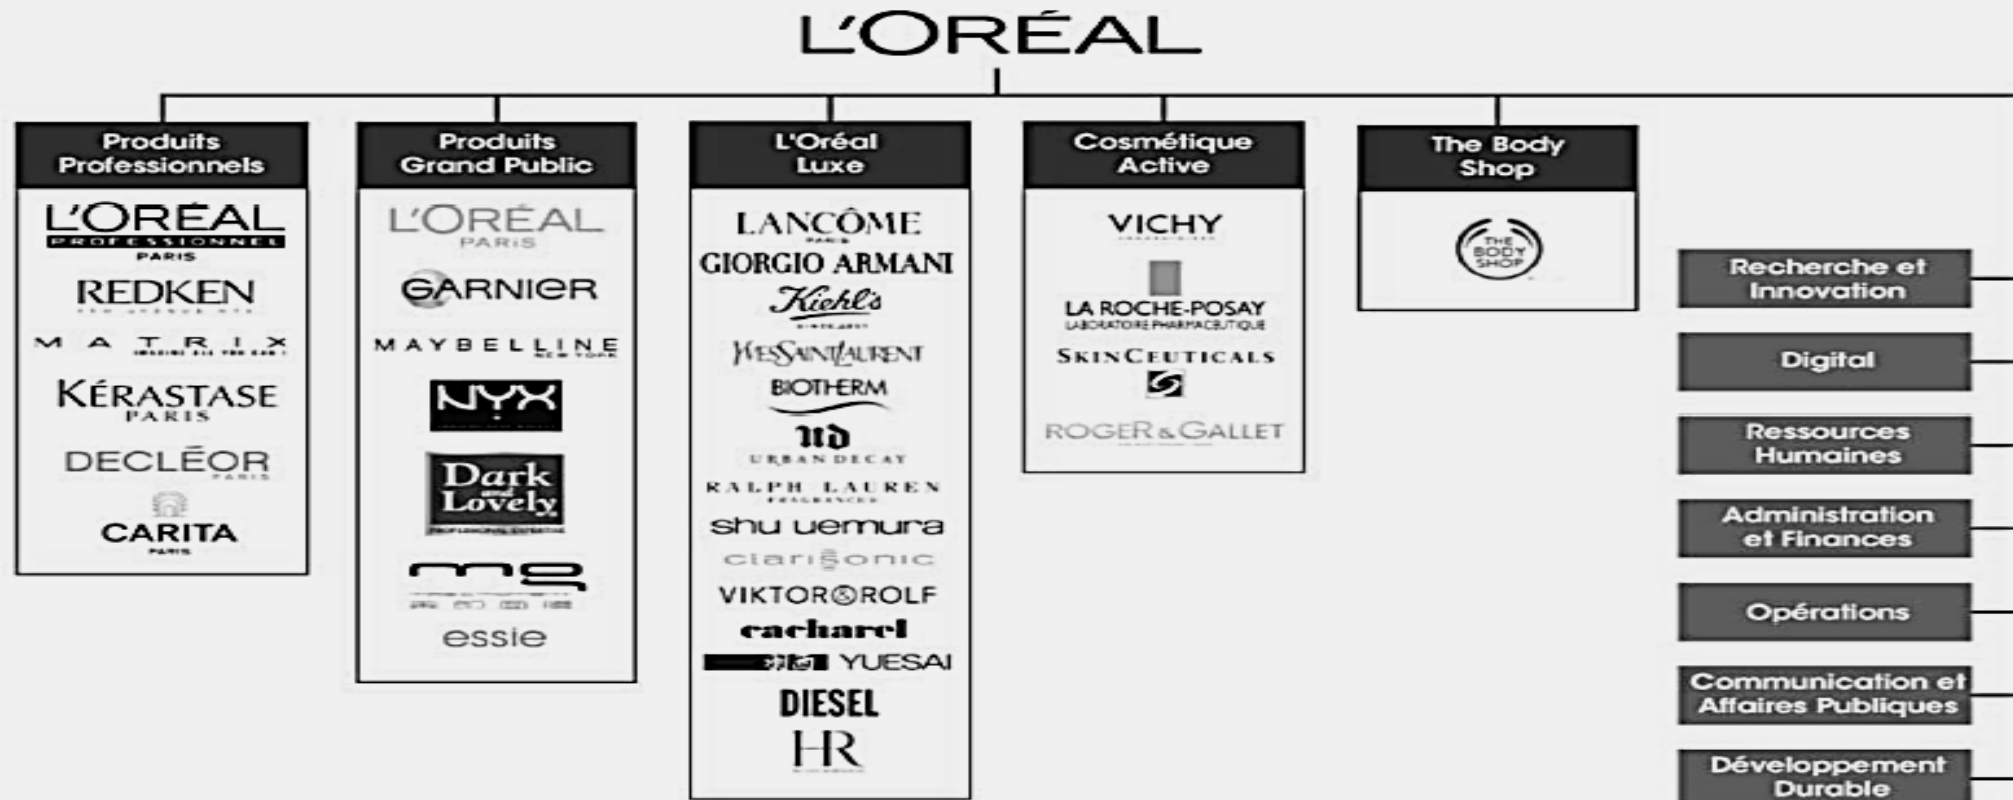 L'ORÉAL
Produits
Professionnels
L'ORÉAL
PROFESSIONNEL
PARIS
REDKEN
MATRIX
KÉRASTASE
PARIS
DECLÉOR
PARIS
CARITA
PARIS
Produits
Grand Public
L'ORÉAL
PARIS
GARNIER
MAYBELLINE
NEW YORK
NYX
Dark
and
Lovely
mg
essie
L'Oréal
Luxe
LANCÔME
PARIS
GIORGIO ARMANI
Kiehl's
YVESSAINTLAURENT
BIOTHERM
UD
URBAN DECAY
RALPH LAUREN
shu uemura
clarisonic
VIKTOR&ROLF
cacharel
YUESAI
DIESEL
HR
Cosmétique
Active
VICHY
LA ROCHE-POSAY
LABORATOIRE PHARMACEUTIQUE
SKINCEUTICALS
ROGER & GALLET
The Body
Shop
THE
BODY
SHOP
Recherche et
Innovation
Digital
Ressources
Humaines
Administration
et Finances
Opérations
Communication et
Affaires Publiques
Développement
Durable